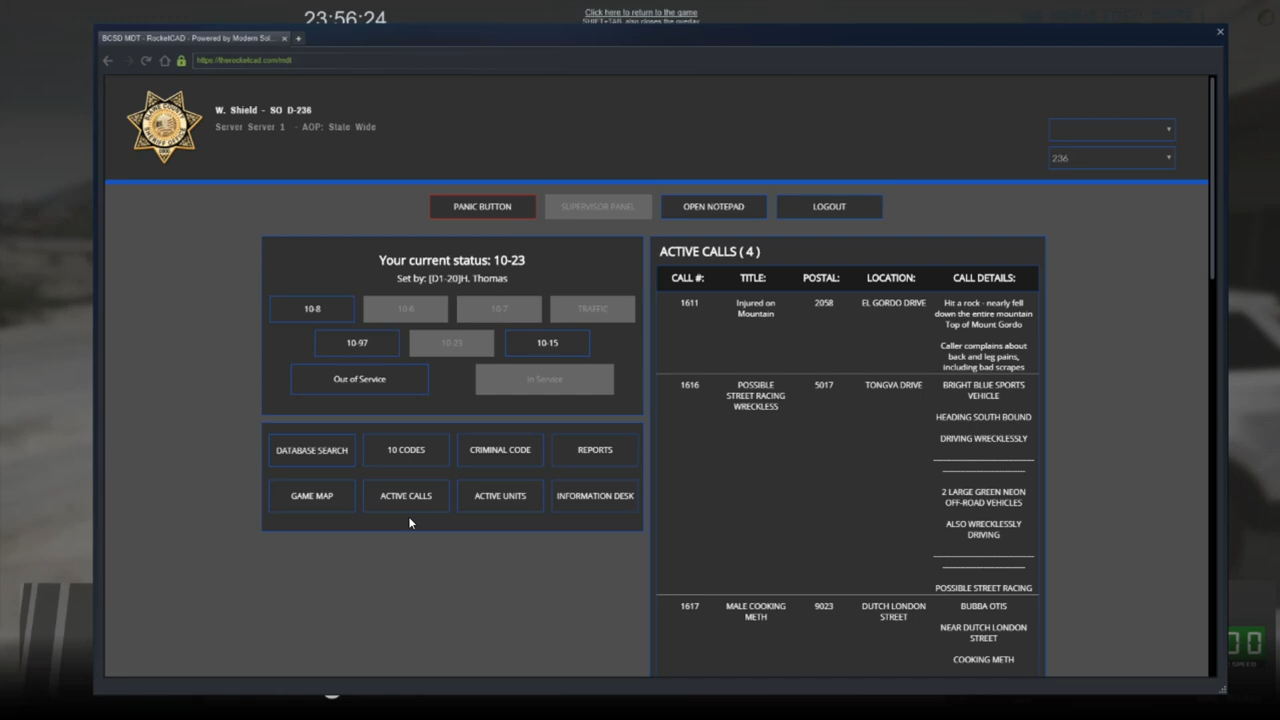 23:56:24
Click here to return to the game
SHIFT+TAB also closes the overlay
BCSD MDT - RocketCAD - Powered by Modern Sol...
https://therocketcad.com/mdt
W. Shield - SO D-236
Server Server 1 - AOP: State Wide
236
PANIC BUTTON
SUPERVISOR PANEL
OPEN NOTEPAD
LOGOUT
Your current status: 10-23
Set by: [D1-20]H. Thomas
10-8
10-6
10-7
TRAFFIC
10-97
10-23
10-15
Out of Service
In Service
DATABASE SEARCH
10 CODES
CRIMINAL CODE
REPORTS
GAME MAP
ACTIVE CALLS
ACTIVE UNITS
INFORMATION DESK
ACTIVE CALLS ( 4 )
CALL #: TITLE: POSTAL: LOCATION: CALL DETAILS:
1611
Injured on
Mountain
2058
EL GORDO DRIVE
Hit a rock - nearly fell
down the entire mountain
Top of Mount Gordo
Caller complains about
back and leg pains,
including bad scrapes
1616
POSSIBLE
STREET RACING
WRECKLESS
5017
TONGVA DRIVE
BRIGHT BLUE SPORTS
VEHICLE
HEADING SOUTH BOUND
DRIVING WRECKLESSLY
2 LARGE GREEN NEON
OFF-ROAD VEHICLES
ALSO WRECKLESSLY
DRIVING
POSSIBLE STREET RACING
1617
MALE COOKING
METH
9023
DUTCH LONDON
STREET
BUBBA OTIS
NEAR DUTCH LONDON
STREET
COOKING METH
SPEED